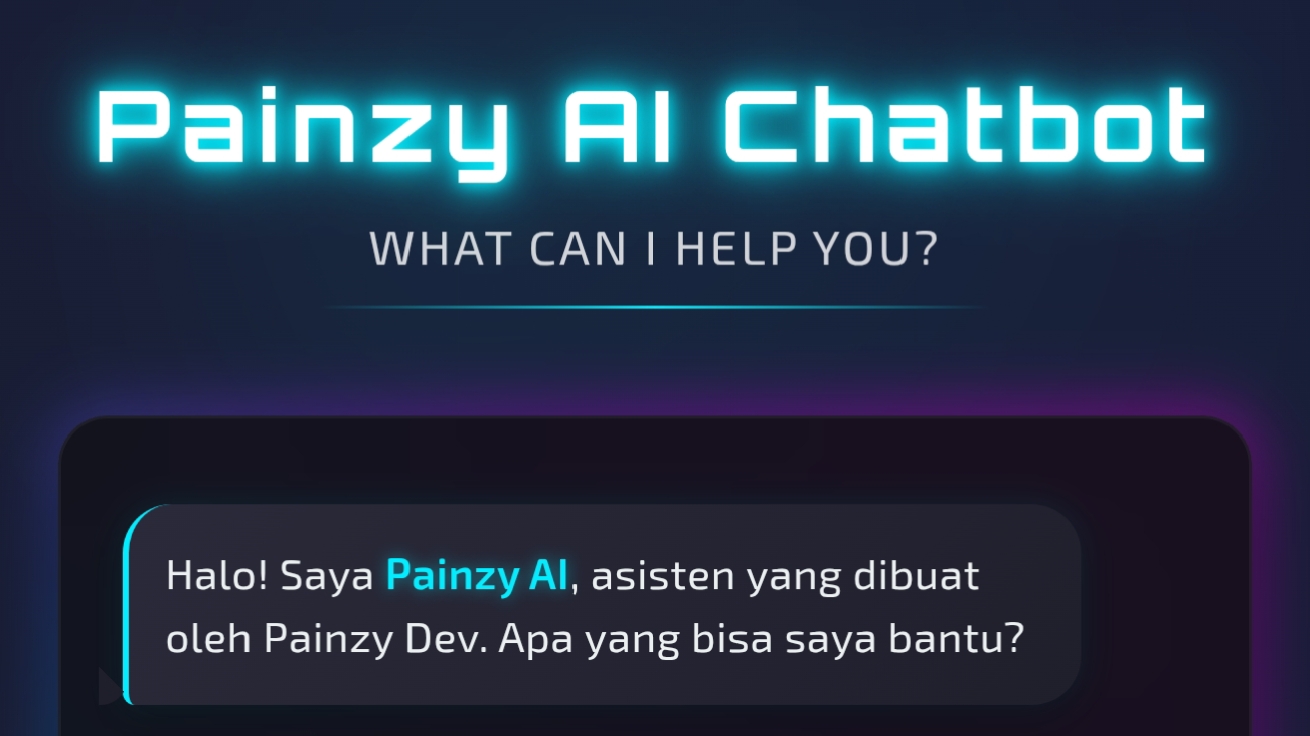 Painzy AI Chatbot
WHAT CAN I HELP YOU?
Halo! Saya Painzy AI, asisten yang dibuat
oleh Painzy Dev. Apa yang bisa saya bantu?